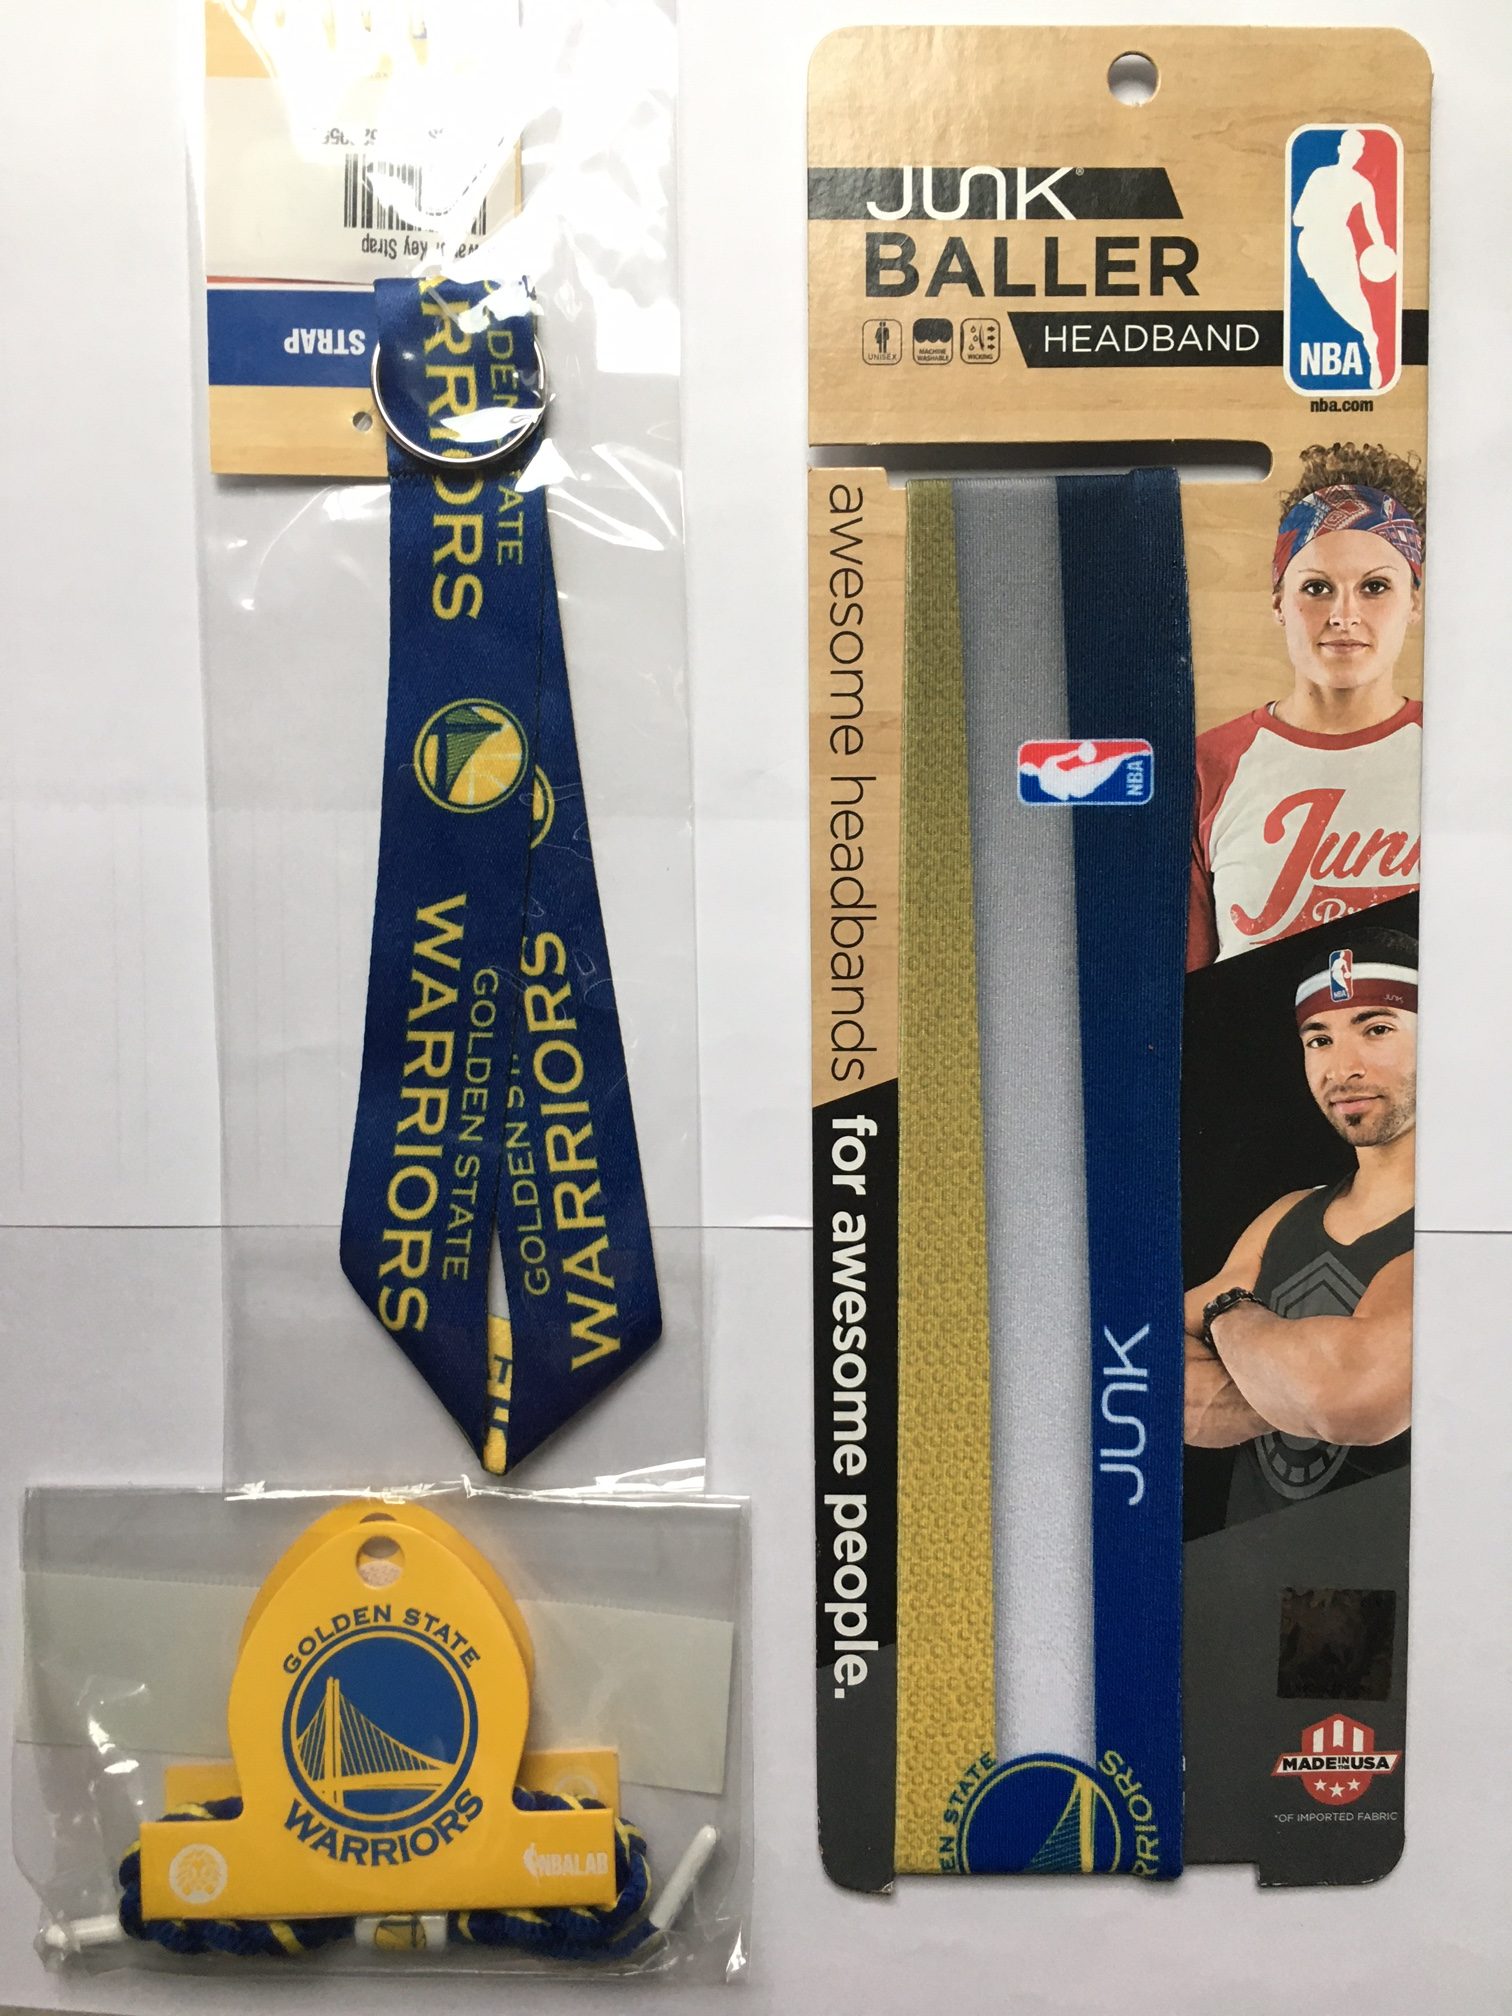 Key Strap
STRAP
WARRIORS
GOLDEN
STATE
WARRIORS
GOLDEN STATE
WARRIORS
GOLDEN
GOLDEN STATE
WARRIORS
NBALAB
JUNK®
BALLER
HEADBAND
UNISEX
MACHINE WASHABLE
WICKING
NBA
nba.com
awesome headbands for awesome people.
NBA
JUNK
Junk
NBA
JUNK
STATE
WARRIORS
MADE IN THE USA
*OF IMPORTED FABRIC